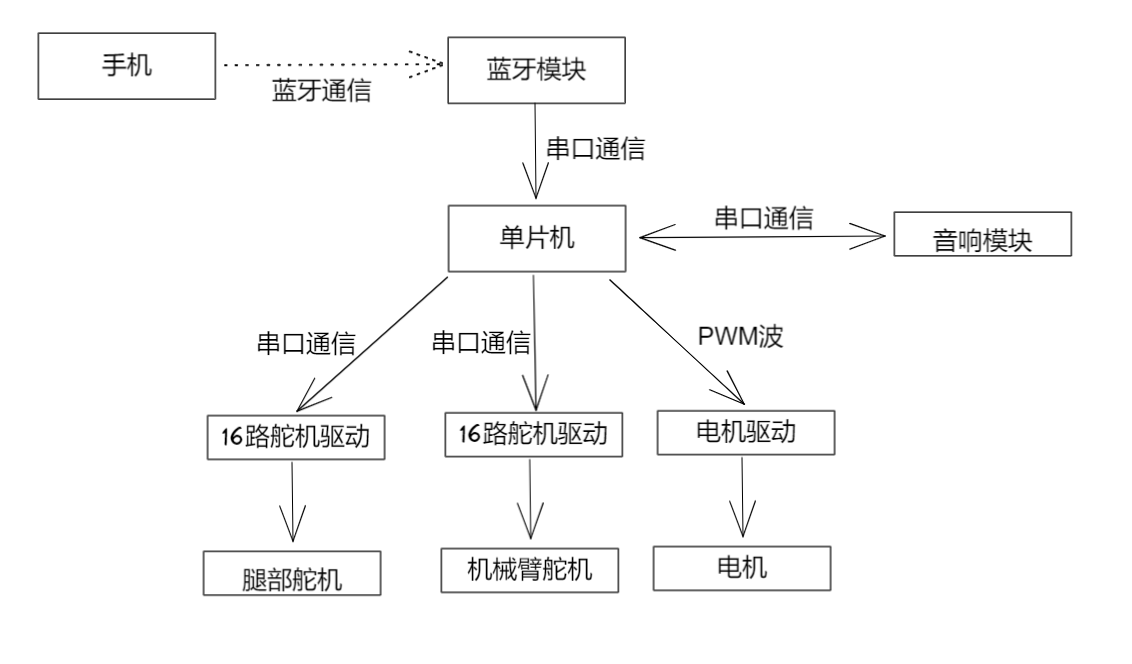 手机
蓝牙模块
蓝牙通信
串口通信
单片机
串口通信
音响模块
串口通信
串口通信
PWM波
16路舵机驱动
16路舵机驱动
电机驱动
腿部舵机
机械臂舵机
电机